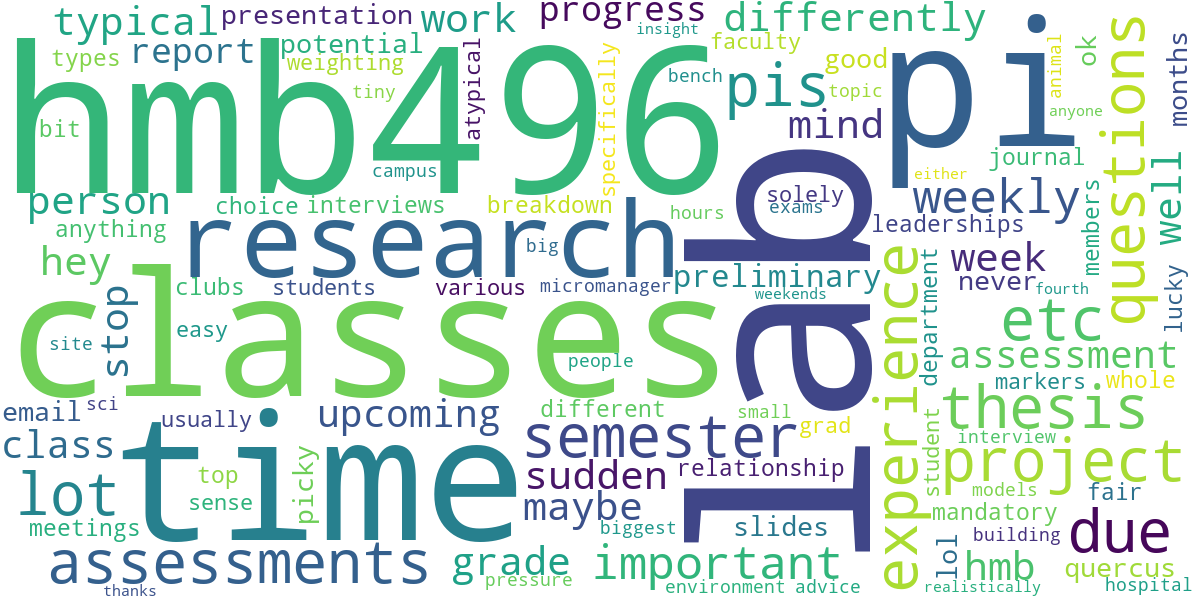 typical
presentation
work
progress
insight
differently
types
report
potential
weighting
tiny
atypical
specifically
faculty
bench
good
topic
animal
ok
anyone
months
hmb496
pi
pis
mind
questions
bit
campus
journal
either
person
choice
interviews
breakdown
hours
solely
exams
weekly
leaderships
members
well
anything
research
big
hey
clubs
students
various
micromanager
preliminary
weekends
week
never
fourth
department
lucky
stop
easy
site
classes
people
lab
experience
etc
assessment
markers
whole
email
sci
usually
upcoming
different
small
grad
thesis
class
time
semester
student
interview
lot
top
sense
picky
sudden
relationship
project
models
fair
meetings
maybe
biggest
slides
mandatory
building
due
assessments
grade
important
lol
hmb
quercus
thanks
pressure
environment
advice
realistically
hospital